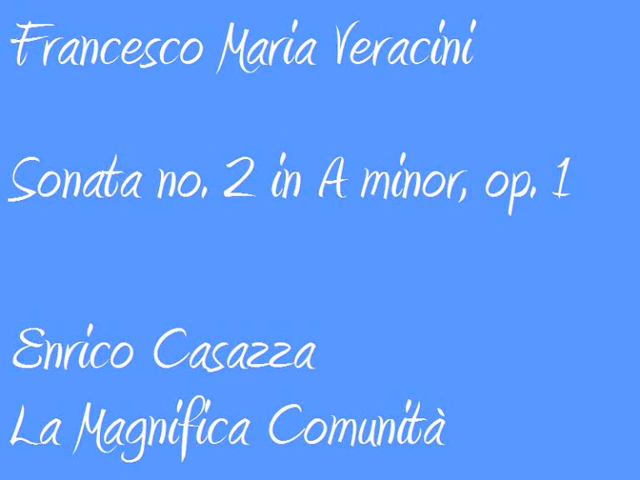 Francesco Maria Veracini
Sonata no. 2 in A minor, op. 1
Enrico Casazza
La Magnifica Comunità